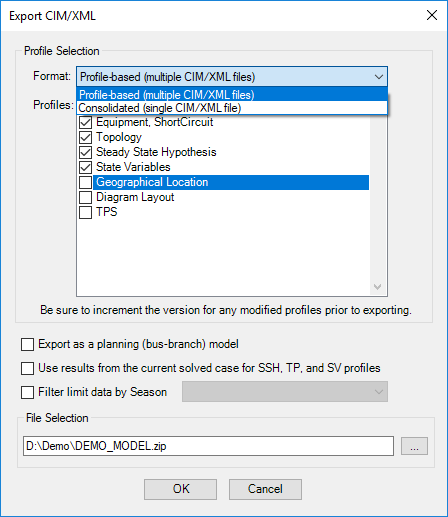 Export CIM/XML
Profile Selection
Format: Profile-based (multiple CIM/XML files)
Profile-based (multiple CIM/XML files)
Consolidated (single CIM/XML file)
Profiles:
Equipment, ShortCircuit
Topology
Steady State Hypothesis
State Variables
Geographical Location
Diagram Layout
TPS
Be sure to increment the version for any modified profiles prior to exporting.
Export as a planning (bus-branch) model
Use results from the current solved case for SSH, TP, and SV profiles
Filter limit data by Season
File Selection
D:\Demo\DEMO_MODEL.zip ...
OK Cancel